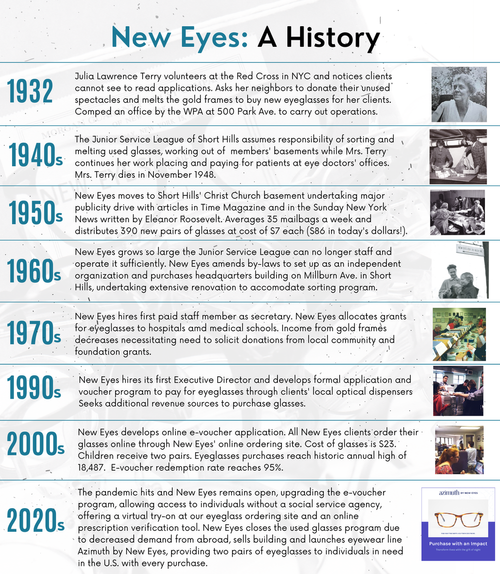 New Eyes: A History
1932
Julia Lawrence Terry volunteers at the Red Cross in NYC and notices clients
cannot see to read applications. Asks her neighbors to donate their unused
spectacles and melts the gold frames to buy new eyeglasses for her clients.
Comped an office by the WPA at 500 Park Ave. to carry out operations.
1940s
The Junior Service League of Short Hills assumes responsibility of sorting and
melting used glasses, working out of members' basements while Mrs. Terry
continues her work placing and paying for patients at eye doctors' offices.
Mrs. Terry dies in November 1948.
1950s
New Eyes moves to Short Hills' Christ Church basement undertaking major
publicity drive with articles in Time Magazine and in the Sunday New York
News written by Eleanor Roosevelt. Averages 35 mailbags a week and
distributes 390 new pairs of glasses at cost of $7 each ($86 in today's dollars!).
1960s
New Eyes grows so large the Junior Service League can no longer staff and
operate it sufficiently. New Eyes amends by-laws to set up as an independent
organization and purchases headquarters building on Millburn Ave. in Short
Hills, undertaking extensive renovation to accomodate sorting program.
1970s
New Eyes hires first paid staff member as secretary. New Eyes allocates grants
for eyeglasses to hospitals amd medical schools. Income from gold frames
decreases necessitating need to solicit donations from local community and
foundation grants.
1990s
New Eyes hires its first Executive Director and develops formal application and
voucher program to pay for eyeglasses through clients' local optical dispensers
Seeks additional revenue sources to purchase glasses.
2000s
New Eyes develops online e-voucher application. All New Eyes clients order their
glasses online through New Eyes' online ordering site. Cost of glasses is $23.
Children receive two pairs. Eyeglasses purchases reach historic annual high of
18,487. E-voucher redemption rate reaches 95%.
2020s
The pandemic hits and New Eyes remains open, upgrading the e-voucher
program, allowing access to individuals without a social service agency,
offering a virtual try-on at our eyeglass ordering site and an online
prescription verification tool. New Eyes closes the used glasses program due
to decreased demand from abroad, sells building and launches eyewear line
Azimuth by New Eyes, providing two pairs of eyeglasses to individuals in need
in the U.S. with every purchase.
azimuth BY NEW EYES
Purchase with an Impact